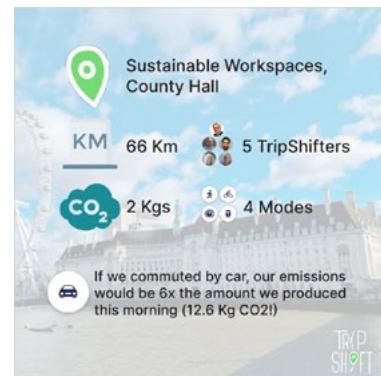 Sustainable Workspaces,
County Hall
KM
66 Km
5 TripShifters
CO2
2 Kgs
4 Modes
If we commuted by car, our emissions
would be 6x the amount we produced
this morning (12.6 Kg CO2!)
TRIP
SHIFT